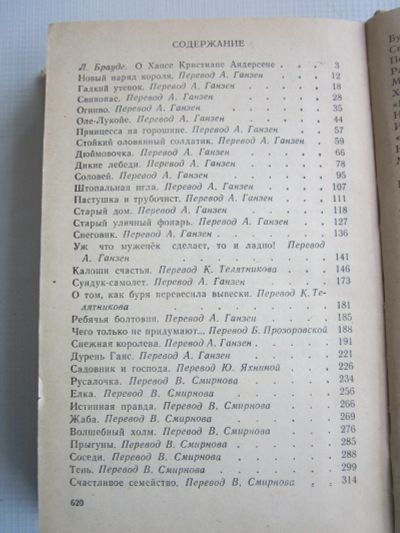 СОДЕРЖАНИЕ
Л. Брауде. О Хансе Кристиане Андерсене . . . 3
Новый наряд короля. Перевод А. Ганзен . . . 12
Гадкий утенок. Перевод А. Ганзен . . . 18
Свинопас. Перевод А. Ганзен . . . 28
Огниво. Перевод А. Ганзен . . . 35
Оле-Лукойе. Перевод А. Ганзен . . . 44
Принцесса на горошине. Перевод А. Ганзен . . . 57
Стойкий оловянный солдатик. Перевод А. Ганзен . 59
Дюймовочка. Перевод А. Ганзен . . . 66
Дикие лебеди. Перевод А. Ганзен . . . 78
Соловей. Перевод А. Ганзен . . . 95
Штопальная игла. Перевод А. Ганзен . . . 107
Пастушка и трубочист. Перевод А. Ганзен . . . 111
Старый дом. Перевод А. Ганзен . . . 118
Старый уличный фонарь. Перевод А. Ганзен . . . 127
Снеговик. Перевод А. Ганзен . . . 136
Уж что муженёк сделает, то и ладно! Перевод
А. Ганзен . . . 141
Калоши счастья. Перевод К. Телятникова . . . 146
Сундук-самолет. Перевод А. Ганзен . . . 173
О том, как буря перевесила вывески. Перевод К. Те-
лятникова . . . 181
Ребячья болтовня. Перевод А. Ганзен . . . 185
Чего только не придумают... Перевод Б. Прозоровской 188
Снежная королева. Перевод А. Ганзен . . . 191
Дурень Ганс. Перевод А. Ганзен . . . 221
Садовник и господа. Перевод Ю. Яхниной . . . 226
Русалочка. Перевод В. Смирнова . . . 234
Елка. Перевод В. Смирнова . . . 256
Истинная правда. Перевод В. Смирнова . . . 266
Жаба. Перевод В. Смирнова . . . 269
Волшебный холм. Перевод В. Смирнова . . . 276
Прыгуны. Перевод В. Смирнова . . . 285
Соседи. Перевод В. Смирнова . . . 288
Тень. Перевод В. Смирнова . . . 299
Счастливое семейство. Перевод В. Смирнова . . . 314
620